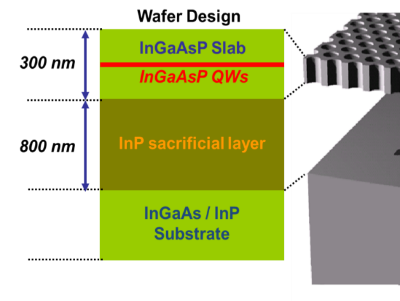 Wafer Design
InGaAsP Slab
300 nm
InGaAsP QWs
800 nm
InP sacrificial layer
InGaAs / InP
Substrate